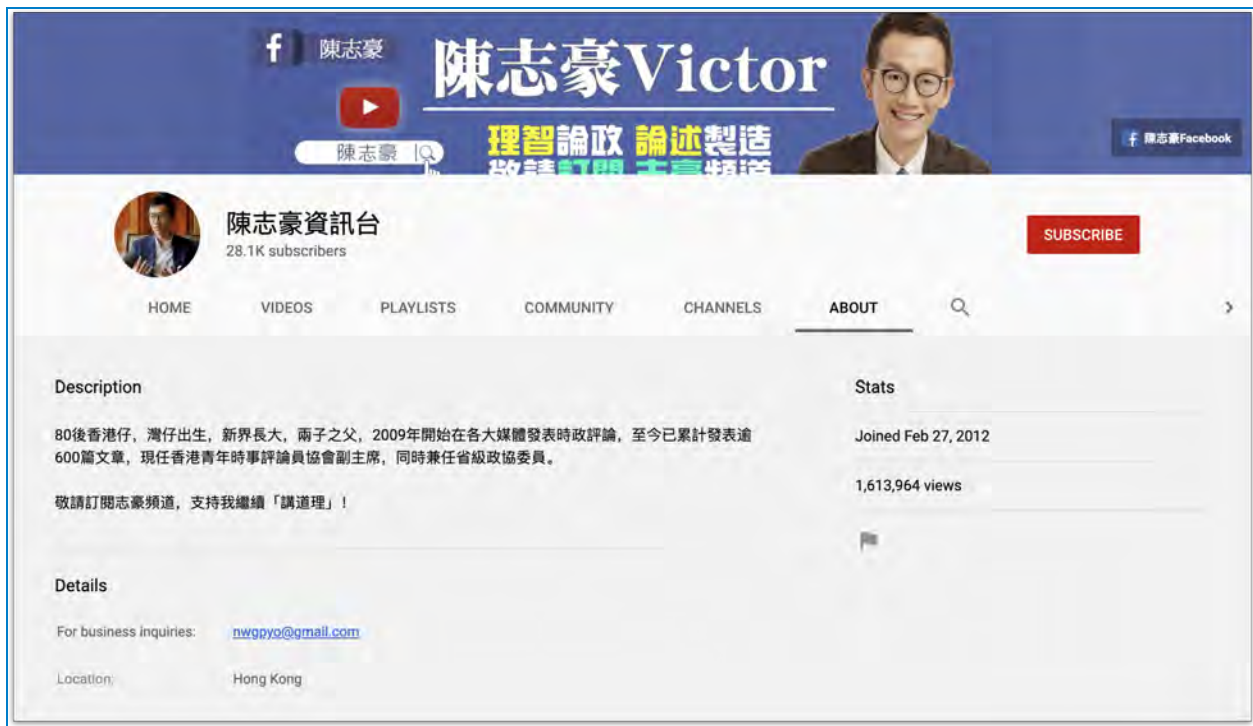 f 陳志豪
陳志豪Victor
陳志豪
理智論政 論述製造
敬請訂閱 志豪頻道
f 陳志豪Facebook
陳志豪資訊台
28.1K subscribers
SUBSCRIBE
HOME VIDEOS PLAYLISTS COMMUNITY CHANNELS ABOUT
Description
80後香港仔，灣仔出生，新界長大，兩子之父，2009年開始在各大媒體發表時政評論，至今已累計發表逾
600篇文章，現任香港青年時事評論員協會副主席，同時兼任省級政協委員。
敬請訂閱志豪頻道，支持我繼續「講道理」！
Stats
Joined Feb 27, 2012
1,613,964 views
Details
For business inquiries: nwgpyo@gmail.com
Location: Hong Kong